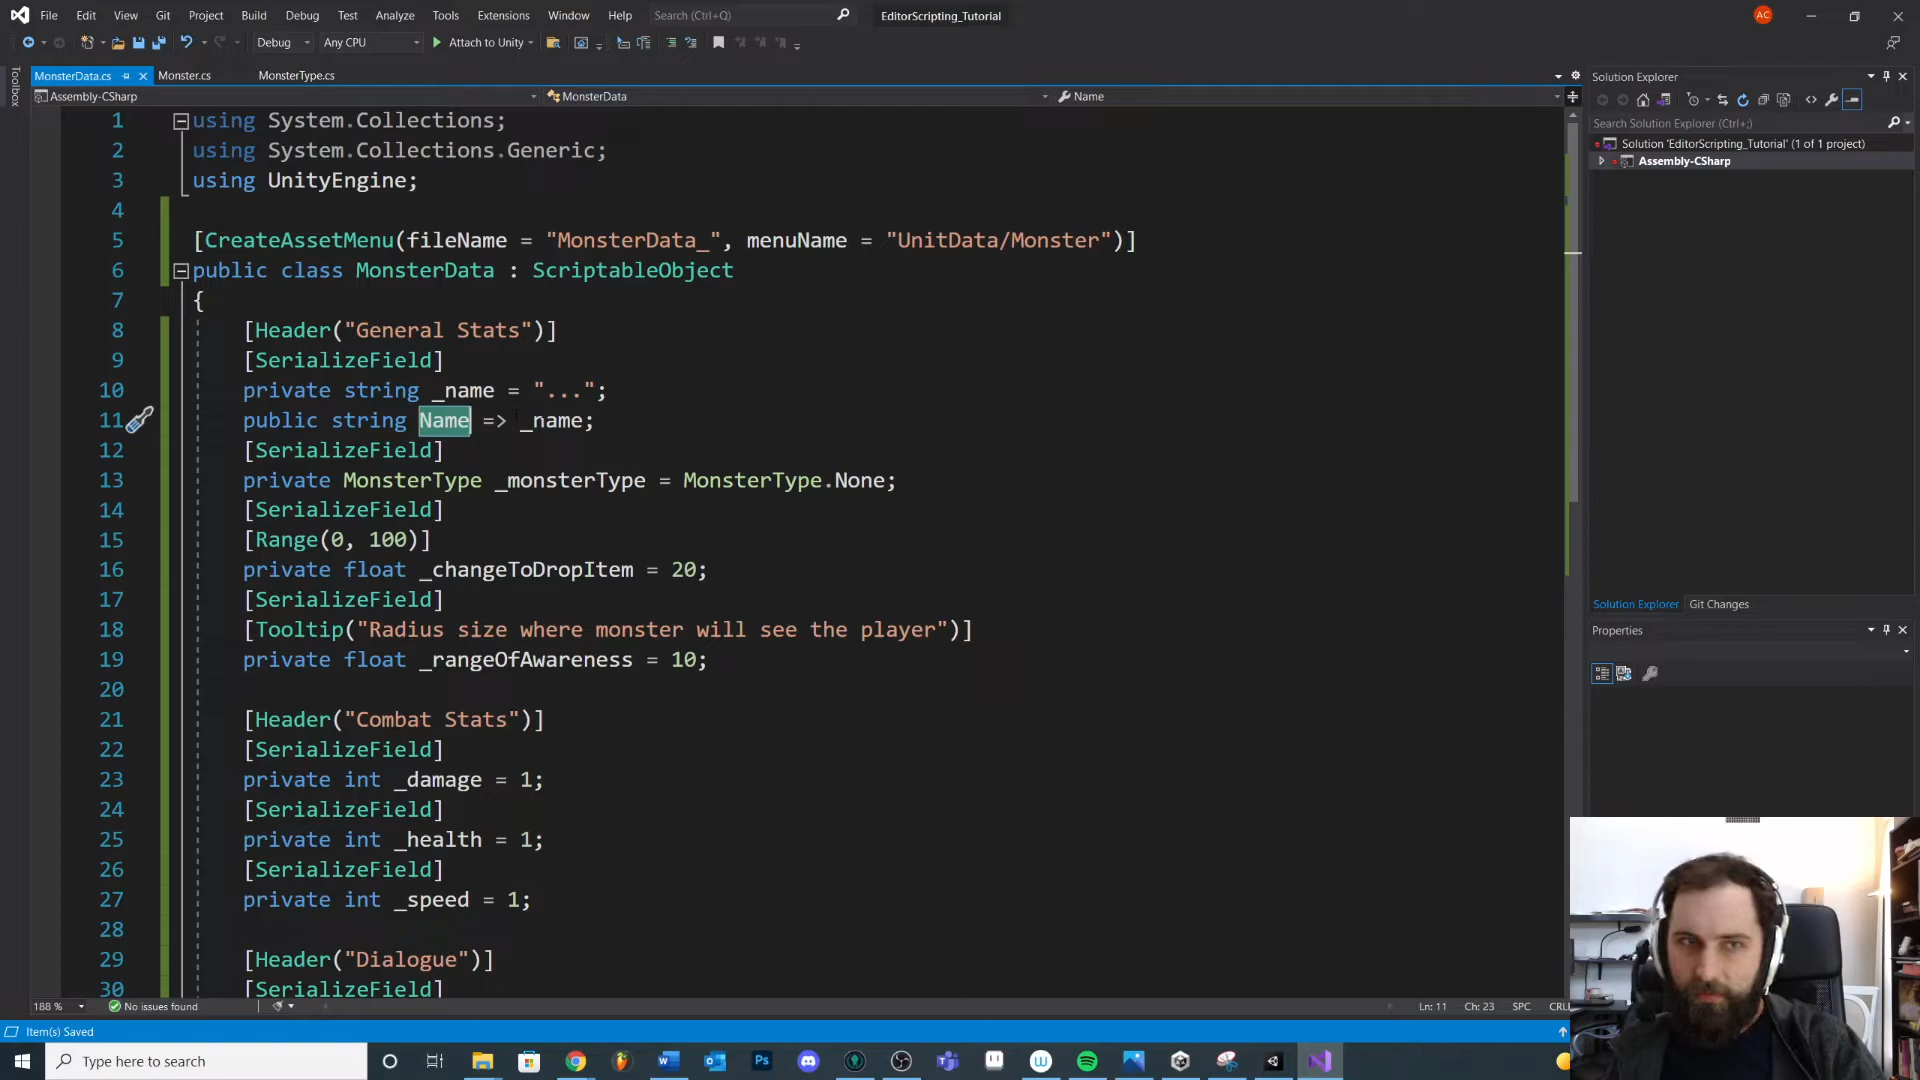 File Edit View Git Project Build Debug Test Analyze Tools Extensions Window Help Search (Ctrl+Q) EditorScripting_Tutorial AC
Debug Any CPU Attach to Unity
Toolbox
MonsterData.cs Monster.cs MonsterType.cs
Assembly-CSharp MonsterData Name
1 using System.Collections;
2 using System.Collections.Generic;
3 using UnityEngine;
4
5 [CreateAssetMenu(fileName = "MonsterData_", menuName = "UnitData/Monster")]
6 public class MonsterData : ScriptableObject
7 {
8 [Header("General Stats")]
9 [SerializeField]
10 private string _name = "...";
11 public string Name => _name;
12 [SerializeField]
13 private MonsterType _monsterType = MonsterType.None;
14 [SerializeField]
15 [Range(0, 100)]
16 private float _changeToDropItem = 20;
17 [SerializeField]
18 [Tooltip("Radius size where monster will see the player")]
19 private float _rangeOfAwareness = 10;
20
21 [Header("Combat Stats")]
22 [SerializeField]
23 private int _damage = 1;
24 [SerializeField]
25 private int _health = 1;
26 [SerializeField]
27 private int _speed = 1;
28
29 [Header("Dialogue")]
30 [SerializeField]
188 % No issues found Ln: 11 Ch: 23 SPC CRL
Item(s) Saved
Solution Explorer
Search Solution Explorer (Ctrl+;)
Solution 'EditorScripting_Tutorial' (1 of 1 project)
Assembly-CSharp
Solution Explorer Git Changes
Properties
Type here to search